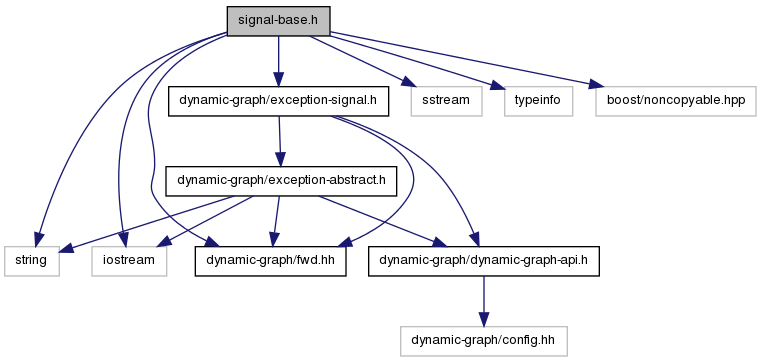 signal-base.h
dynamic-graph/exception-signal.h
sstream
typeinfo
boost/noncopyable.hpp
dynamic-graph/exception-abstract.h
string
iostream
dynamic-graph/fwd.hh
dynamic-graph/dynamic-graph-api.h
dynamic-graph/config.hh